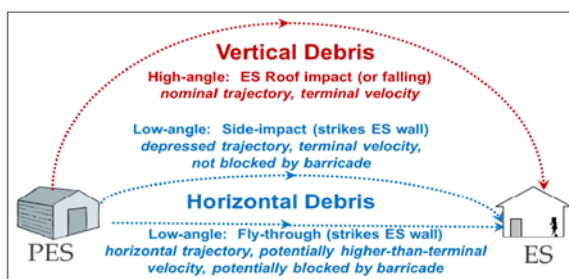 Vertical Debris
High-angle: ES Roof impact (or falling)
nominal trajectory, terminal velocity
Low-angle: Side-impact (strikes ES wall)
depressed trajectory, terminal velocity,
not blocked by barricade
Horizontal Debris
Low-angle: Fly-through (strikes ES wall)
horizontal trajectory, potentially higher-than-terminal
velocity, potentially blocked by barricade
PES
ES